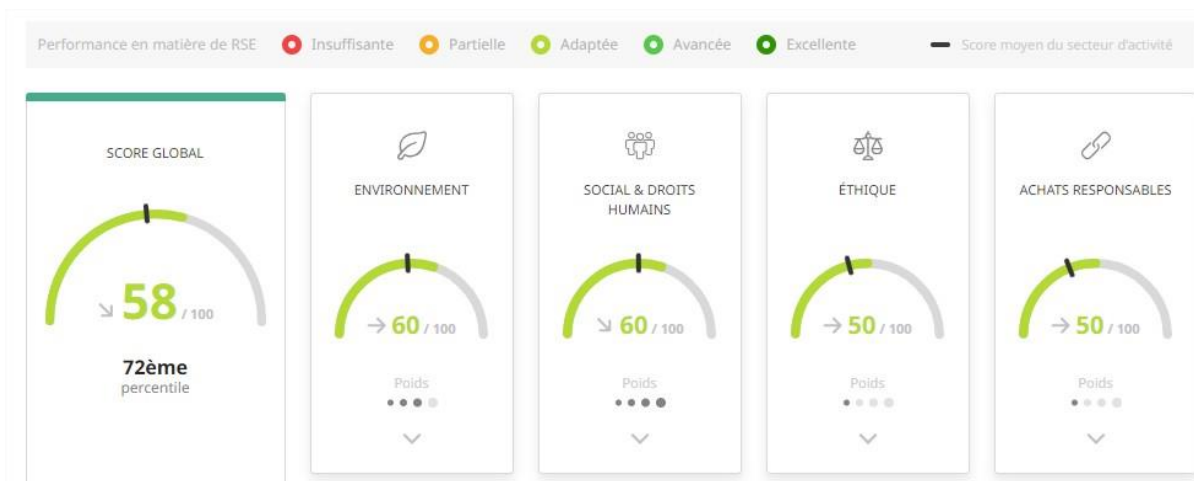 Performance en matière de RSE Insuffisante Partielle Adaptée Avancée Excellente Score moyen du secteur d'activité
SCORE GLOBAL
58 / 100
72ème
percentile
ENVIRONNEMENT
60 / 100
Poids
SOCIAL & DROITS
HUMAINS
60 / 100
Poids
ÉTHIQUE
50 / 100
Poids
ACHATS RESPONSABLES
50 / 100
Poids